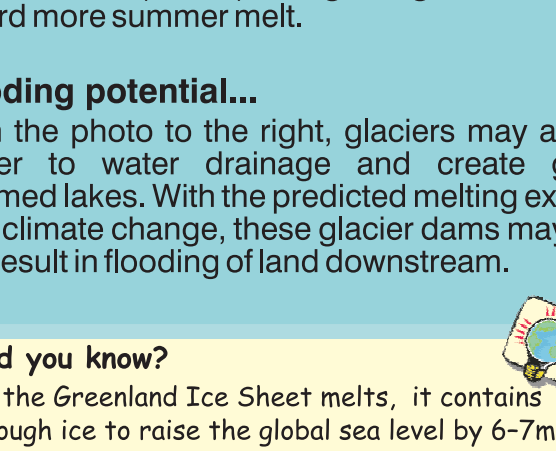 rd more summer melt.
ding potential...
the photo to the right, glaciers may a
er to water drainage and create g
med lakes. With the predicted melting ex
climate change, these glacier dams may
esult in flooding of land downstream.
d you know?
the Greenland Ice Sheet melts, it contains
ough ice to raise the global sea level by 6–7m